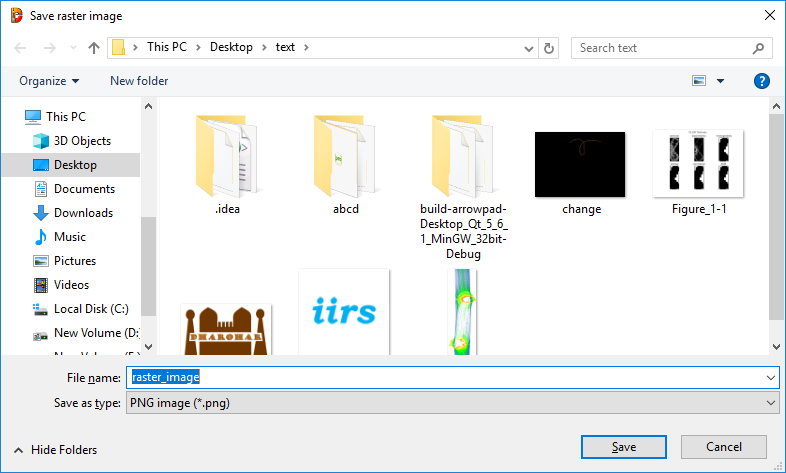 Save raster image
This PC > Desktop > text >
Search text
Organize
New folder
This PC
3D Objects
Desktop
Documents
Downloads
Music
Pictures
Videos
Local Disk (C:)
New Volume (D:
.idea
abcd
build-arrowpad-
Desktop_Qt_5_6_
1_MinGW_32bit-
Debug
change
Figure_1-1
DHAROHAR
iirs
File name:
raster_image
Save as type:
PNG image (*.png)
Hide Folders
Save
Cancel